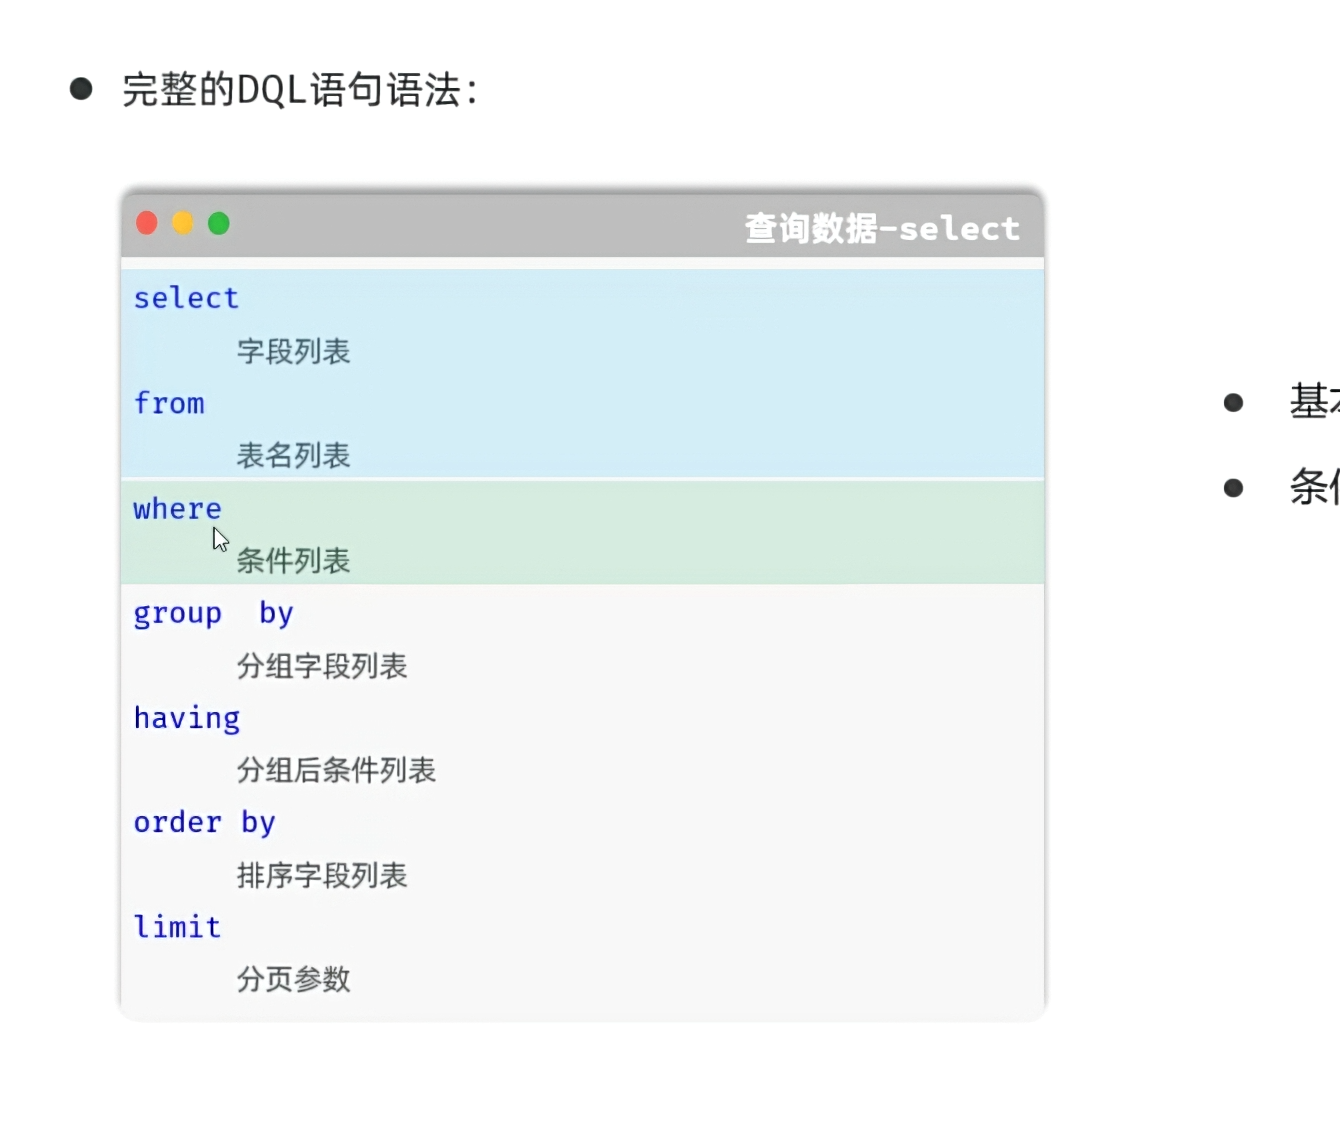 完整的DQL语句语法：
查询数据-select
select
字段列表
from
表名列表
where
条件列表
group by
分组字段列表
having
分组后条件列表
order by
排序字段列表
limit
分页参数
基
条